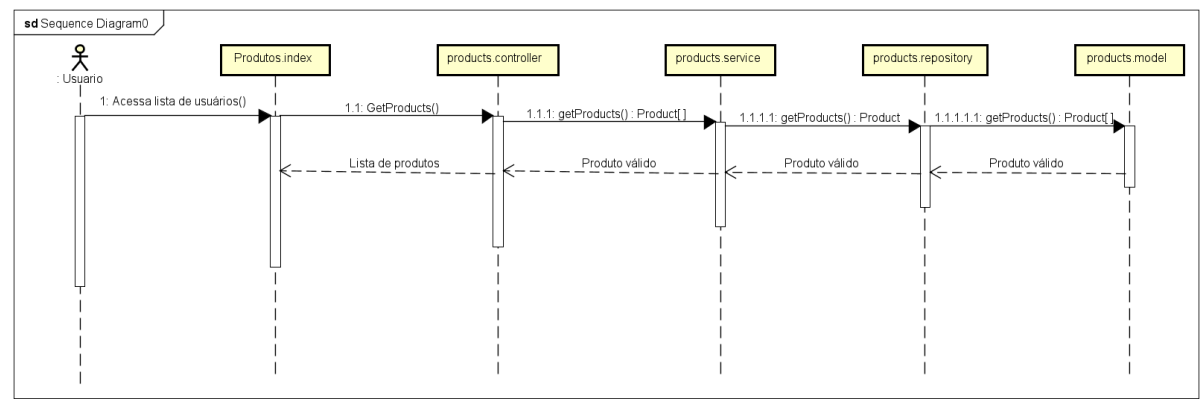 sd Sequence Diagram0
: Usuario
Produtos.index
products.controller
products.service
products.repository
products.model
1: Acessa lista de usuários()
1.1: GetProducts()
1.1.1: getProducts() : Product[ ]
1.1.1.1: getProducts() : Product
1.1.1.1.1: getProducts() : Product[ ]
Lista de produtos
Produto válido
Produto válido
Produto válido